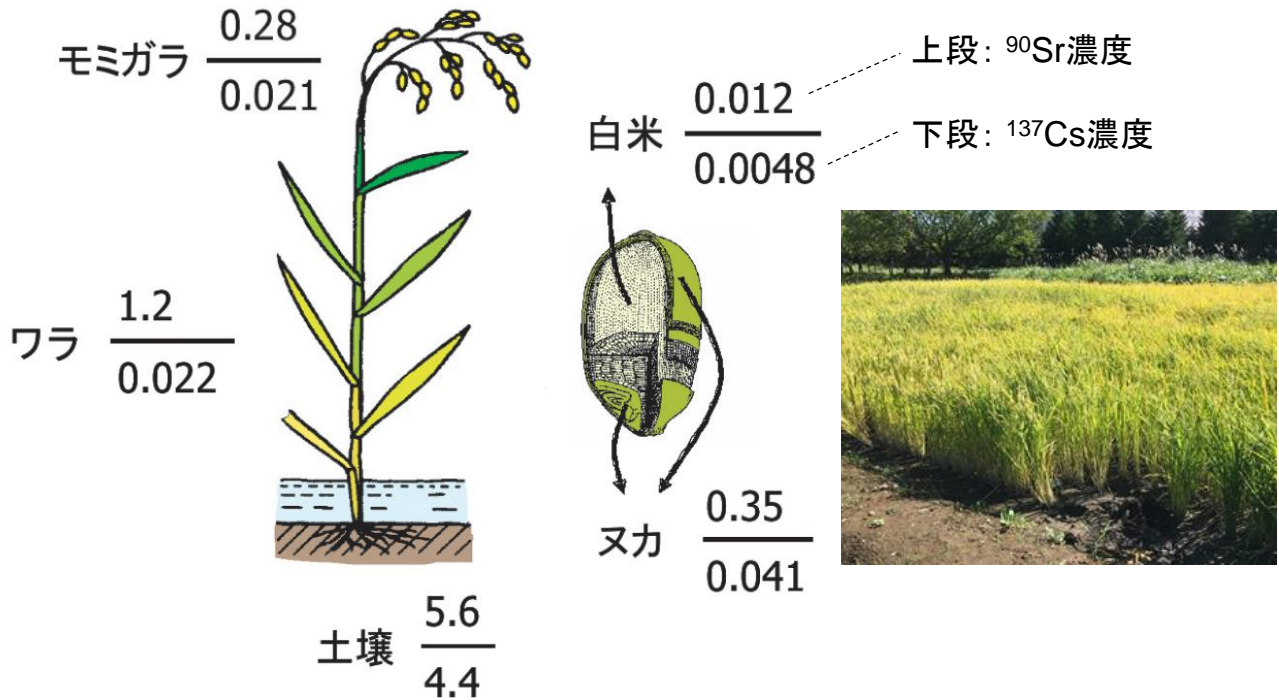 モミガラ 0.28
0.021
白米 0.012
0.0048
上段：⁹⁰Sr濃度
下段：¹³⁷Cs濃度
ワラ 1.2
0.022
ヌカ 0.35
0.041
土壌 5.6
4.4